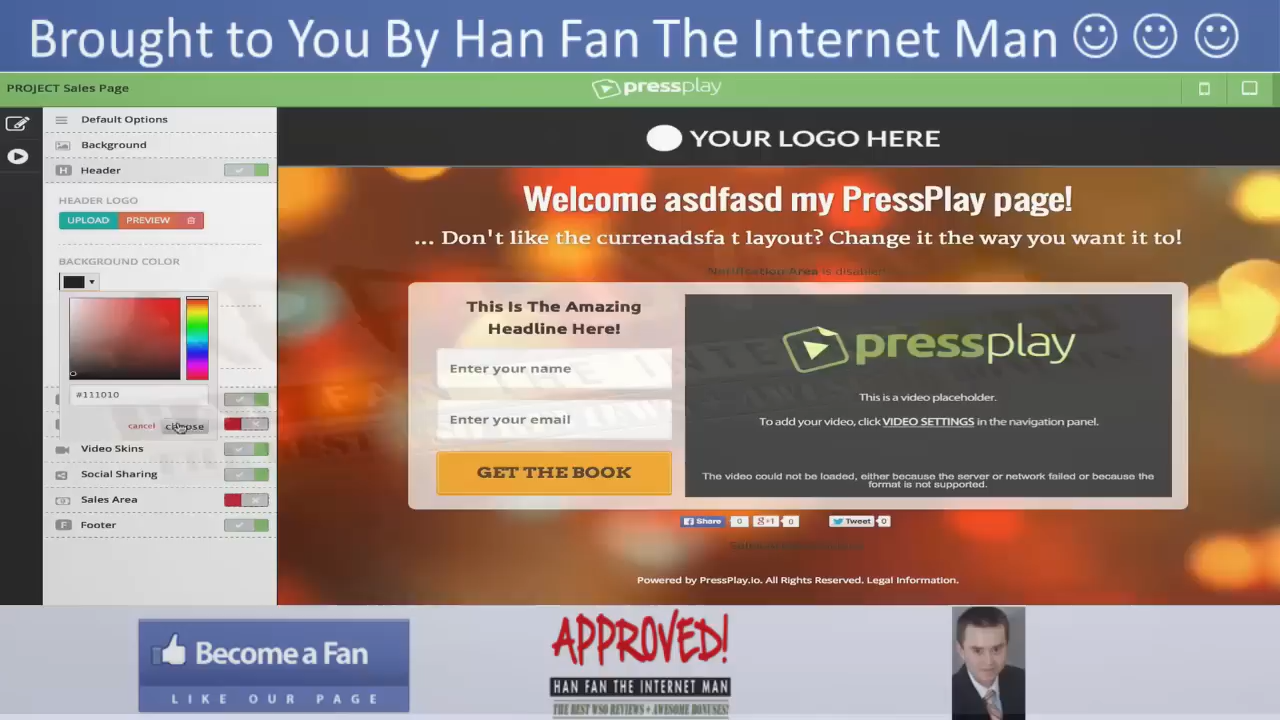 Brought to You By Han Fan The Internet Man
PROJECT Sales Page
pressplay
Default Options
Background
Header
HEADER LOGO
UPLOAD PREVIEW
BACKGROUND COLOR
#111010
cancel choose
Video Skins
Social Sharing
Sales Area
Footer
YOUR LOGO HERE
Welcome asdfasd my PressPlay page!
... Don't like the currenadsfa t layout? Change it the way you want it to!
Notification Area is disabled
This Is The Amazing
Headline Here!
Enter your name
Enter your email
GET THE BOOK
pressplay
This is a video placeholder.
To add your video, click VIDEO SETTINGS in the navigation panel.
The video could not be loaded, either because the server or network failed or because the
format is not supported.
Share 0 g+1 0 Tweet 0
Powered by PressPlay.io. All Rights Reserved. Legal Information.
Become a Fan
LIKE OUR PAGE
APPROVED!
HAN FAN THE INTERNET MAN
THE BEST WSO REVIEWS + AWESOME BONUSES!